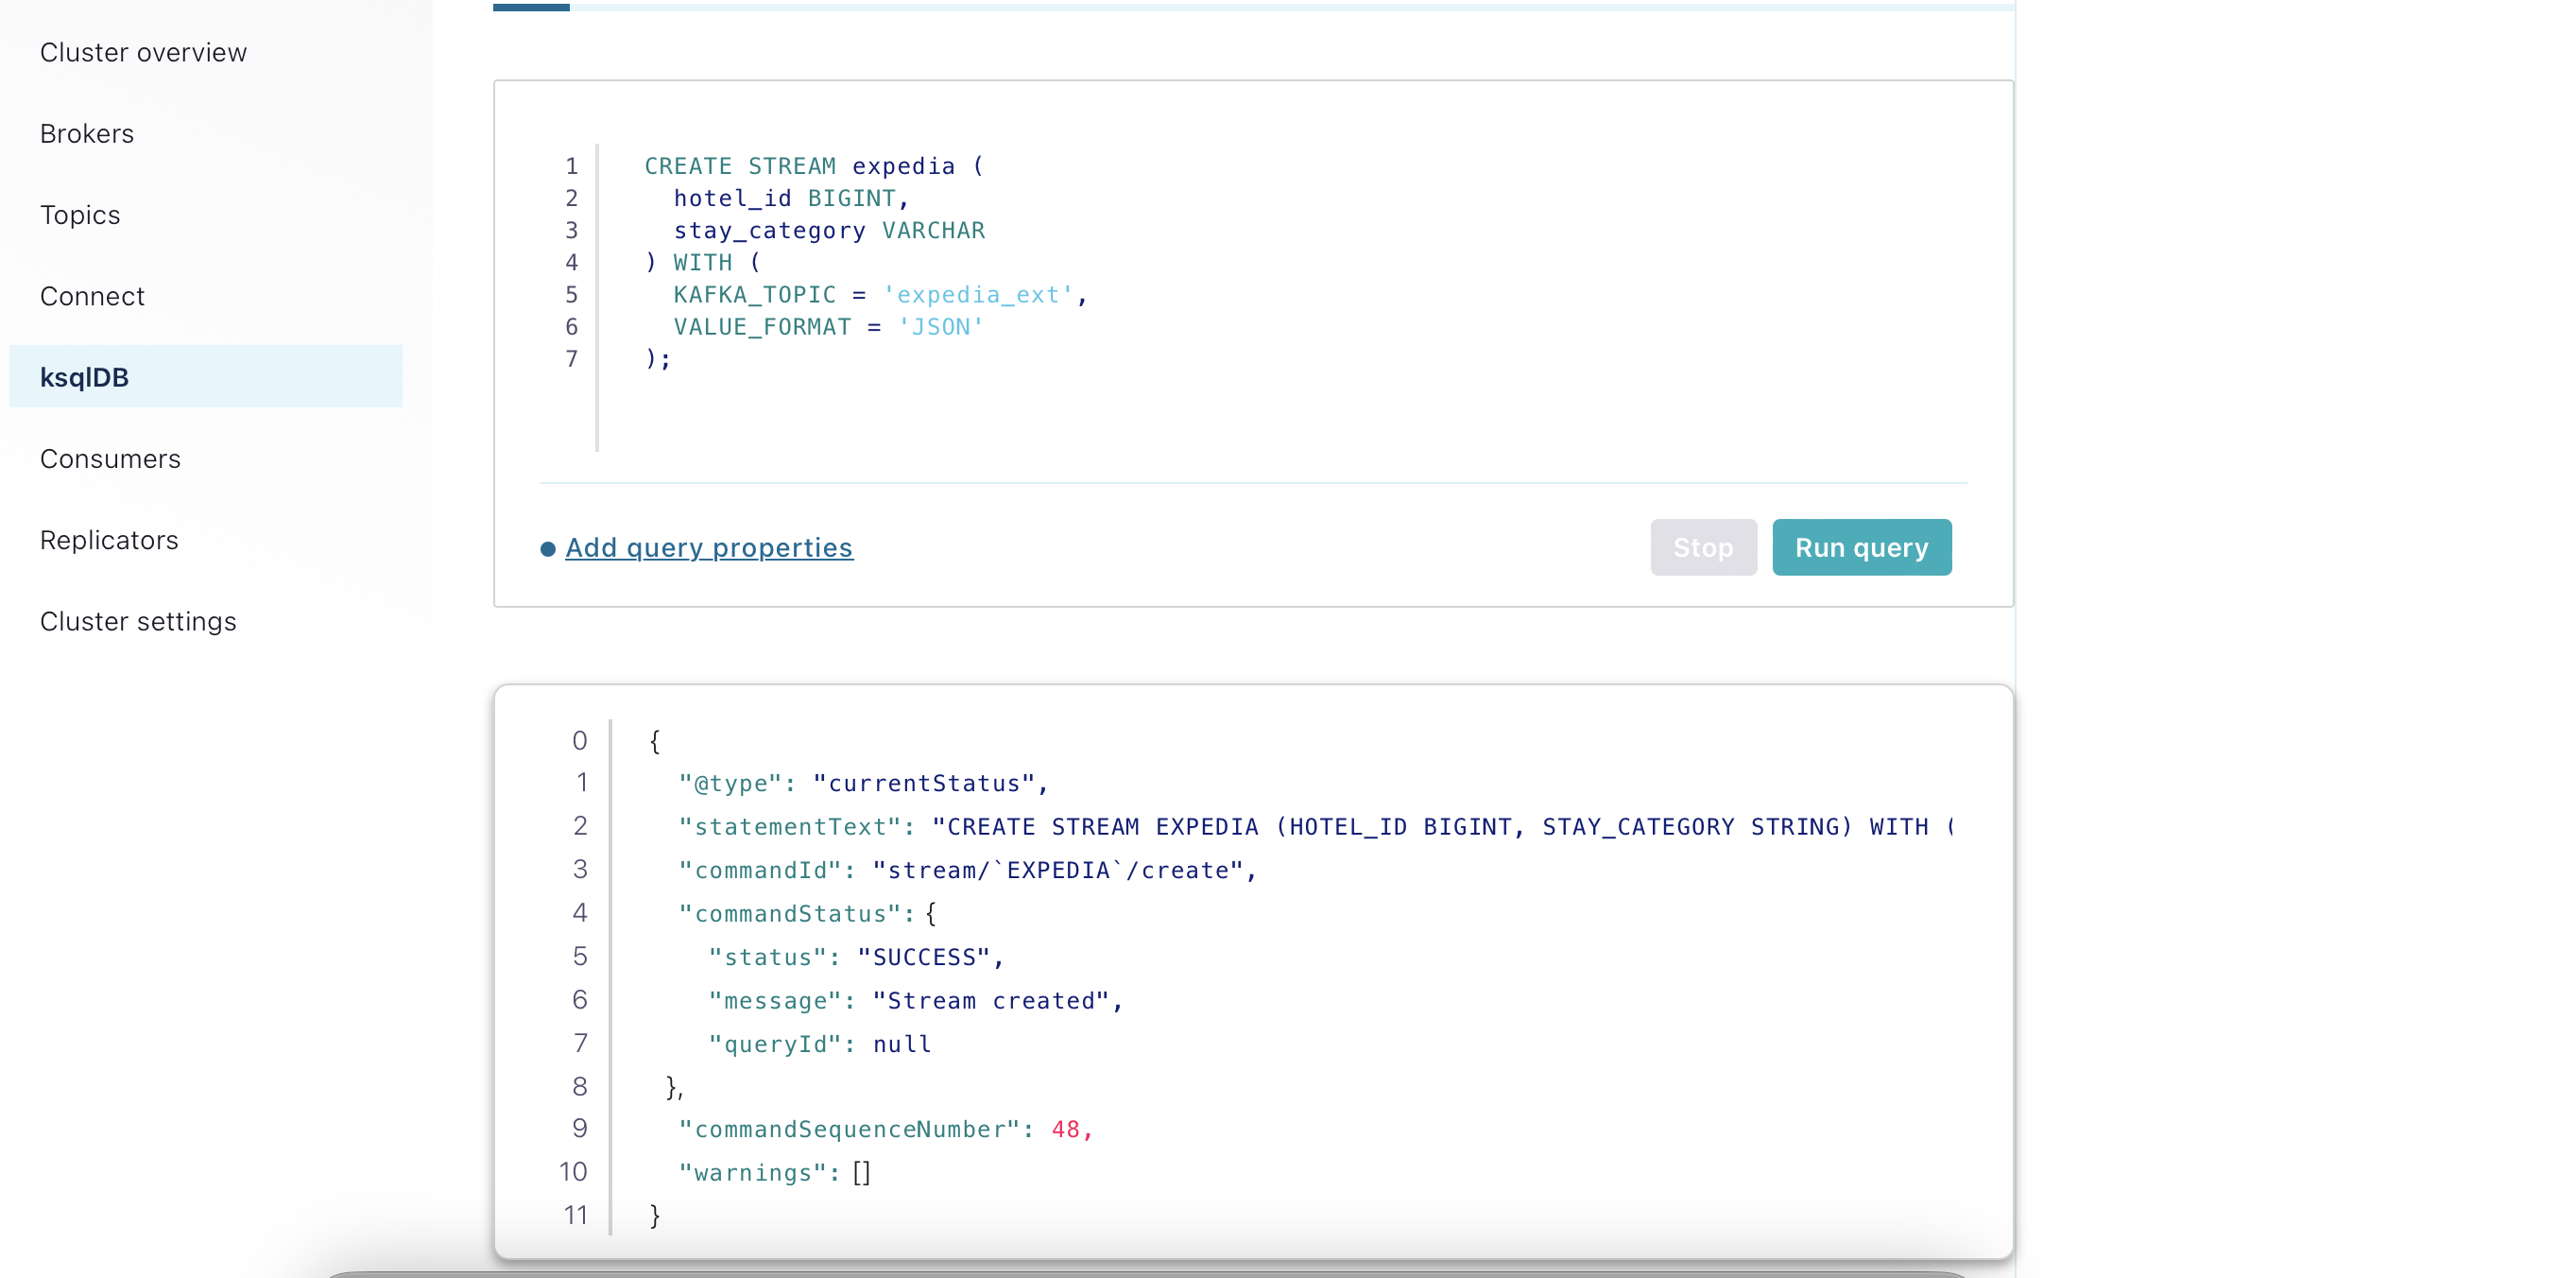 Cluster overview
Brokers
Topics
Connect
ksqlDB
Consumers
Replicators
Cluster settings
1 CREATE STREAM expedia (
2 hotel_id BIGINT,
3 stay_category VARCHAR
4 ) WITH (
5 KAFKA_TOPIC = 'expedia_ext',
6 VALUE_FORMAT = 'JSON'
7 );
Add query properties
Stop
Run query
0 {
1 "@type": "currentStatus",
2 "statementText": "CREATE STREAM EXPEDIA (HOTEL_ID BIGINT, STAY_CATEGORY STRING) WITH (
3 "commandId": "stream/`EXPEDIA`/create",
4 "commandStatus": {
5 "status": "SUCCESS",
6 "message": "Stream created",
7 "queryId": null
8 },
9 "commandSequenceNumber": 48,
10 "warnings": []
11 }